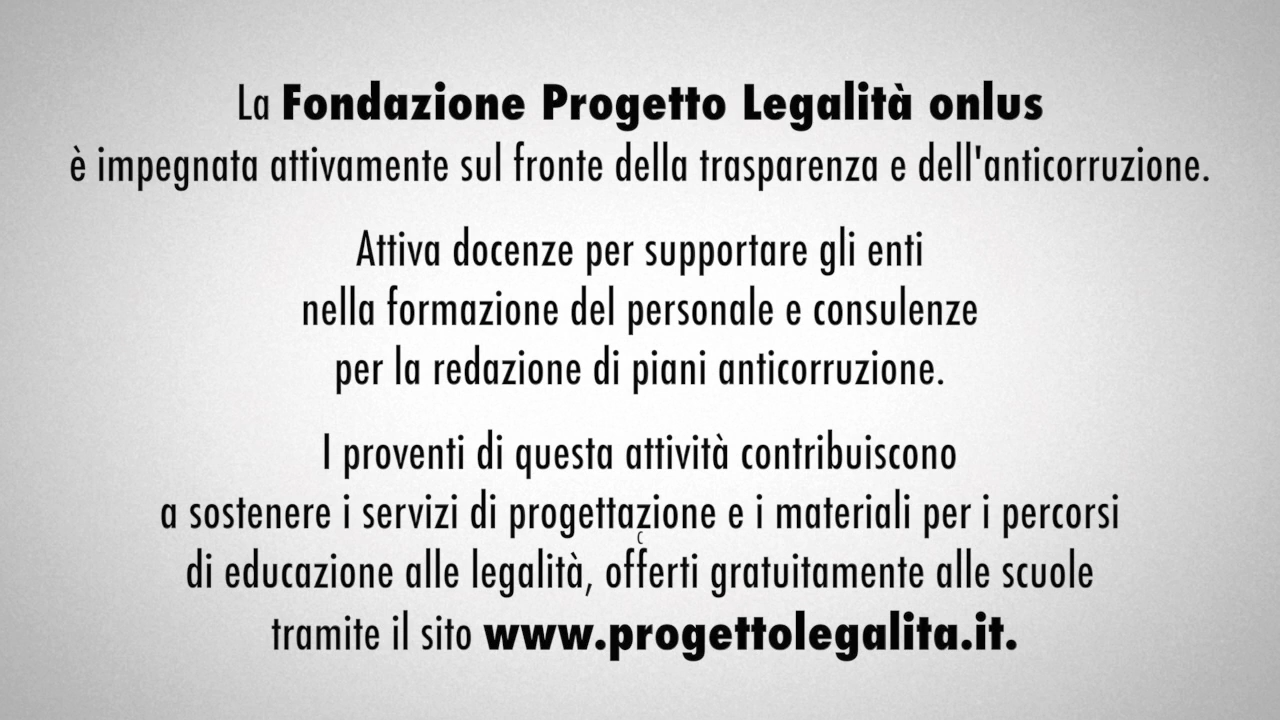 La Fondazione Progetto Legalità onlus
è impegnata attivamente sul fronte della trasparenza e dell'anticorruzione.
Attiva docenze per supportare gli enti
nella formazione del personale e consulenze
per la redazione di piani anticorruzione.
I proventi di questa attività contribuiscono
a sostenere i servizi di progettazione e i materiali per i percorsi
c
di educazione alle legalità, offerti gratuitamente alle scuole
tramite il sito www.progettolegalita.it.